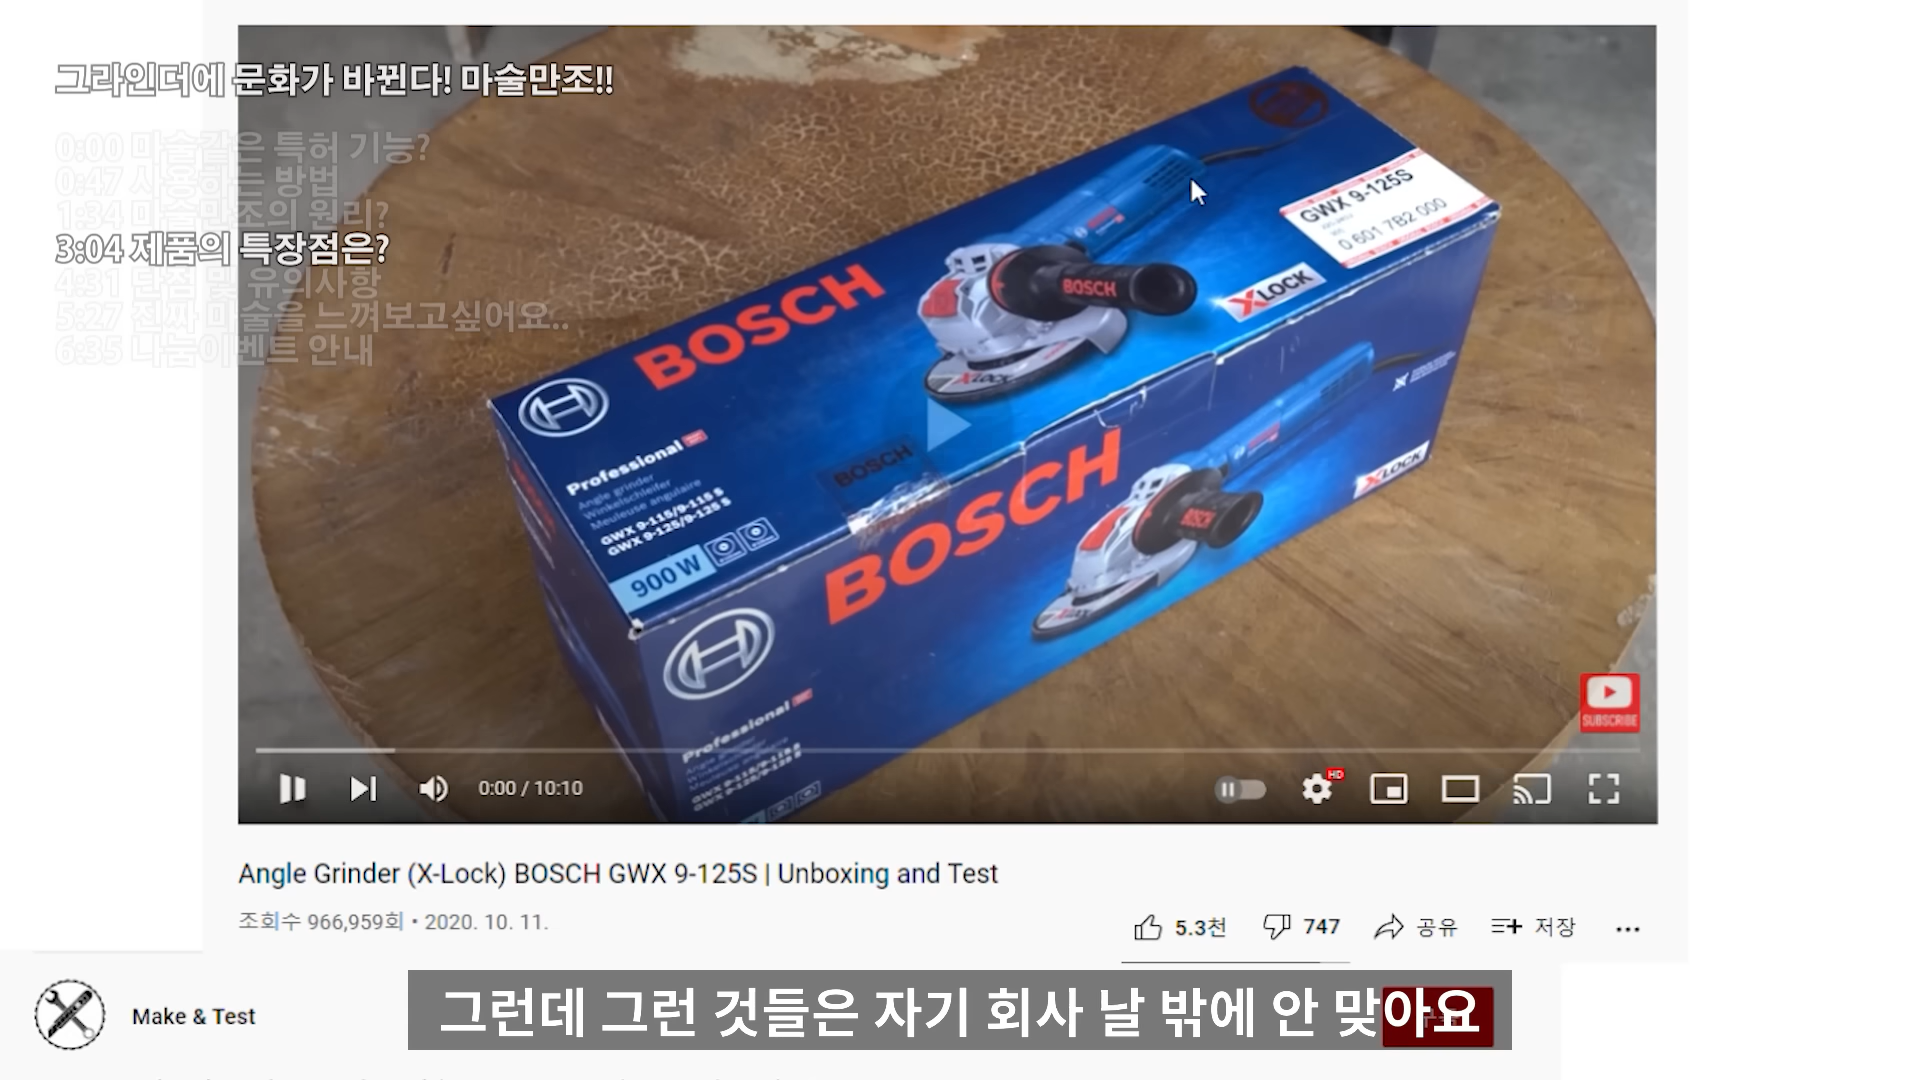 그라인더에 문화가 바뀐다! 마술만조!!
0:00 마술같은 특허 기능?
0:47 사용하는 방법
1:34 마술만조의 원리?
3:04 제품의 특장점은?
4:31 단점 및 유의사항
5:27 진짜 마술을 느껴보고싶어요..
6:35 나눔이벤트 안내
GWX 9-125S
0 601 7B2 000
BOSCH
BOSCH
X-LOCK
X-LOCK
BOSCH
Professional
Angle grinder
Winkelschleifer
Meuleuse angulaire
GWX 9-115/9-115 S
GWX 9-125/9-125 S
900 W
BOSCH
BOSCH
X-LOCK
Professional
Angle grinder
SUBSCRIBE
0:00 / 10:10
HD
Angle Grinder (X-Lock) BOSCH GWX 9-125S | Unboxing and Test
조회수 966,959회 • 2020. 10. 11.
5.3천
747
공유
저장
Make & Test
그런데 그런 것들은 자기 회사 날 밖에 안 맞아요